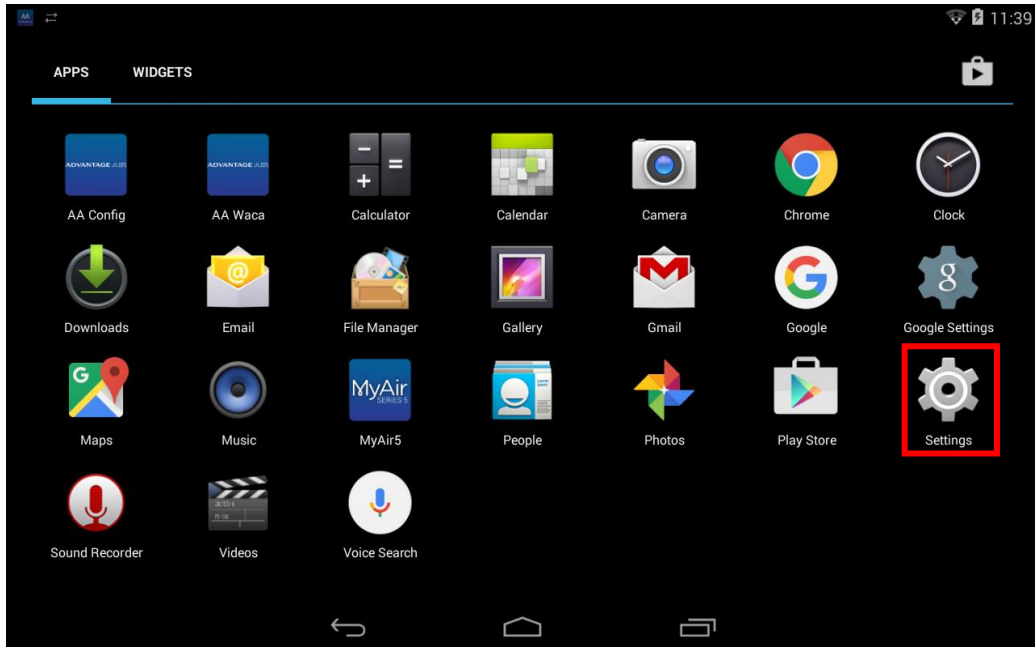 AA
11:39
APPS WIDGETS
ADVANTAGE AIR ADVANTAGE AIR
AA Config AA Waca Calculator Calendar Camera Chrome Clock
Downloads Email File Manager Gallery Gmail Google Google Settings
MyAir
SERIES 5
Maps Music MyAir5 People Photos Play Store Settings
Sound Recorder Videos Voice Search